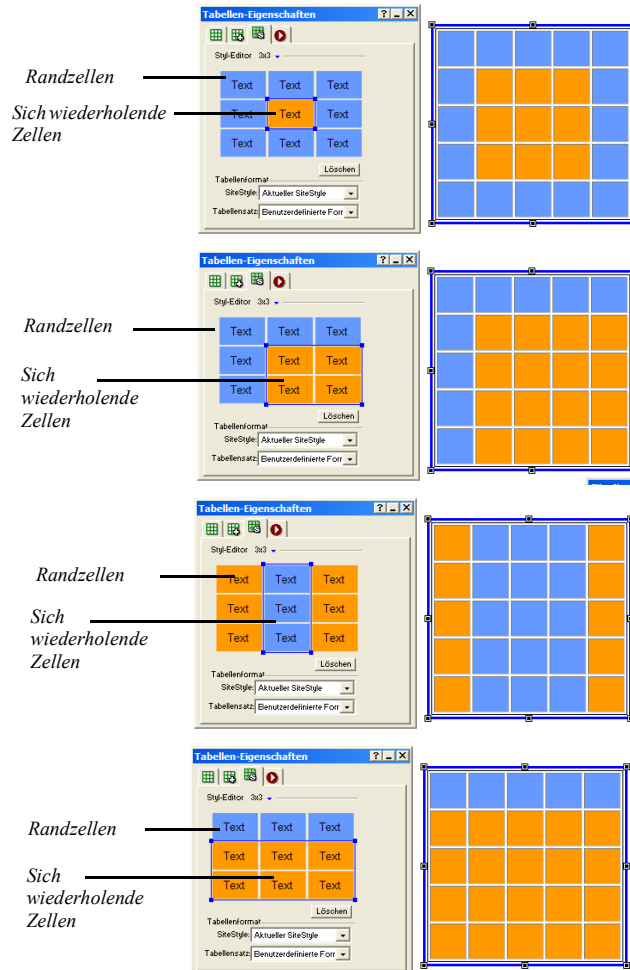 Tabellen-Eigenschaften
Styl-Editor 3x3
Randzellen
Text Text Text
Sich wiederholende
Zellen
Text Text Text
Text Text Text
Löschen
Tabellenformat
SiteStyle: Aktueller SiteStyle
Tabellensatz: Benutzerdefinierte Forr
Tabellen-Eigenschaften
Styl-Editor 3x3
Randzellen
Text Text Text
Text Text Text
Sich
wiederholende
Zellen
Text Text Text
Löschen
Tabellenformat
SiteStyle: Aktueller SiteStyle
Tabellensatz: Benutzerdefinierte Forr
Tabellen-Eigenschaften
Styl-Editor 3x3
Randzellen
Text Text Text
Text Text Text
Sich
wiederholende
Zellen
Text Text Text
Löschen
Tabellenformat
SiteStyle: Aktueller SiteStyle
Tabellensatz: Benutzerdefinierte Forr
Tabellen-Eigenschaften
Styl-Editor 3x3
Randzellen
Text Text Text
Text Text Text
Sich
wiederholende
Zellen
Text Text Text
Löschen
Tabellenformat
SiteStyle: Aktueller SiteStyle
Tabellensatz: Benutzerdefinierte Forr